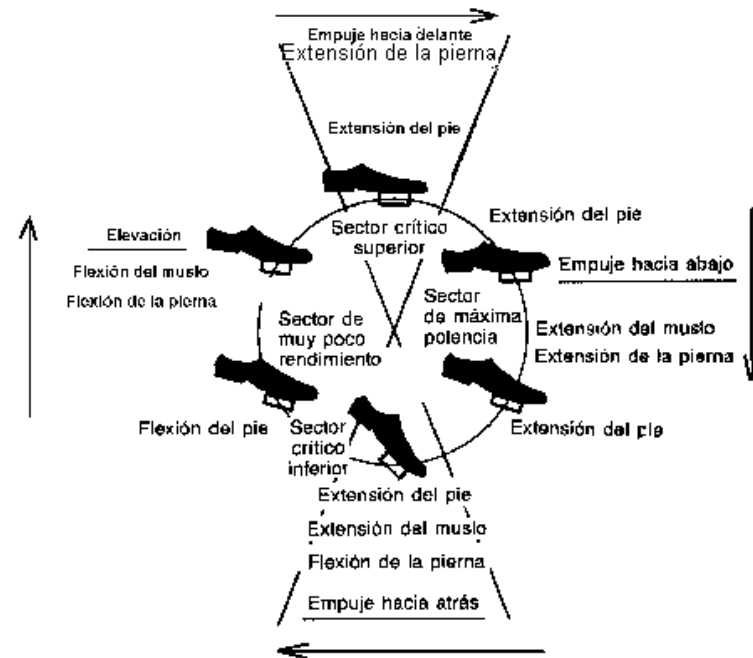 Empuje hacia delante
Extensión de la pierna
Extensión del pie
Sector crítico
superior
Extensión del pie
Elevación
Flexión del muslo
Flexión de la pierna
Empuje hacia abajo
Sector de
muy poco
rendimiento
Sector
de máxima
potencia
Extensión del muslo
Extensión de la pierna
Flexión del pie
Sector
crítico
inferior
Extensión del pie
Extensión del pie
Extensión del muslo
Flexión de la pierna
Empuje hacia atrás